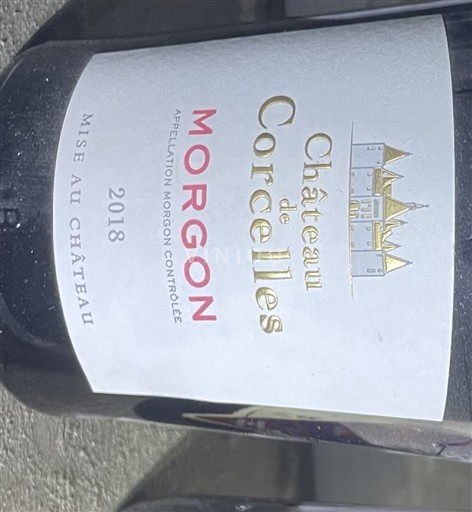 Château
de
Corcelles
MORGON
APPELLATION MORGON CONTRÔLÉE
2018
MISE AU CHÂTEAU